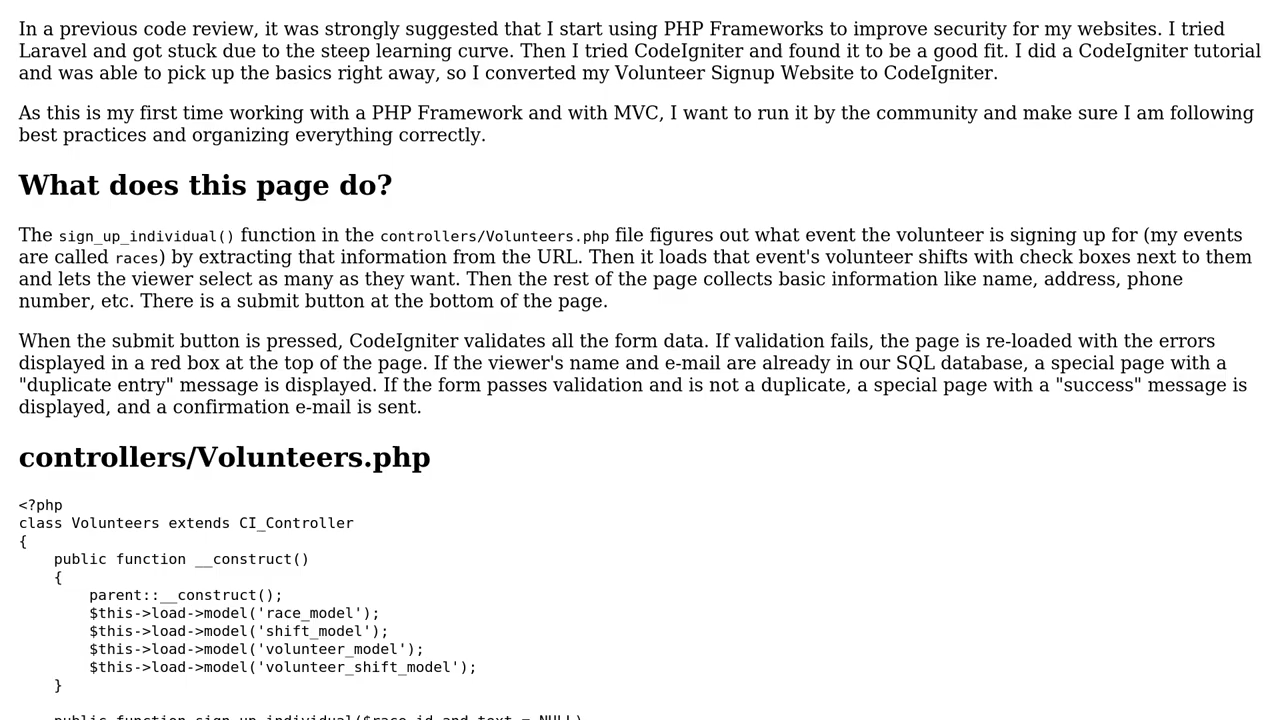 In a previous code review, it was strongly suggested that I start using PHP Frameworks to improve security for my websites. I tried
Laravel and got stuck due to the steep learning curve. Then I tried CodeIgniter and found it to be a good fit. I did a CodeIgniter tutorial
and was able to pick up the basics right away, so I converted my Volunteer Signup Website to CodeIgniter.
As this is my first time working with a PHP Framework and with MVC, I want to run it by the community and make sure I am following
best practices and organizing everything correctly.
What does this page do?
The sign_up_individual() function in the controllers/Volunteers.php file figures out what event the volunteer is signing up for (my events
are called races) by extracting that information from the URL. Then it loads that event's volunteer shifts with check boxes next to them
and lets the viewer select as many as they want. Then the rest of the page collects basic information like name, address, phone
number, etc. There is a submit button at the bottom of the page.
When the submit button is pressed, CodeIgniter validates all the form data. If validation fails, the page is re-loaded with the errors
displayed in a red box at the top of the page. If the viewer's name and e-mail are already in our SQL database, a special page with a
"duplicate entry" message is displayed. If the form passes validation and is not a duplicate, a special page with a "success" message is
displayed, and a confirmation e-mail is sent.
controllers/Volunteers.php
<?php
class Volunteers extends CI_Controller
{
    public function __construct()
    {
        parent::__construct();
        $this->load->model('race_model');
        $this->load->model('shift_model');
        $this->load->model('volunteer_model');
        $this->load->model('volunteer_shift_model');
    }
    public function sign_up_individual($race_id_and_text = NULL)